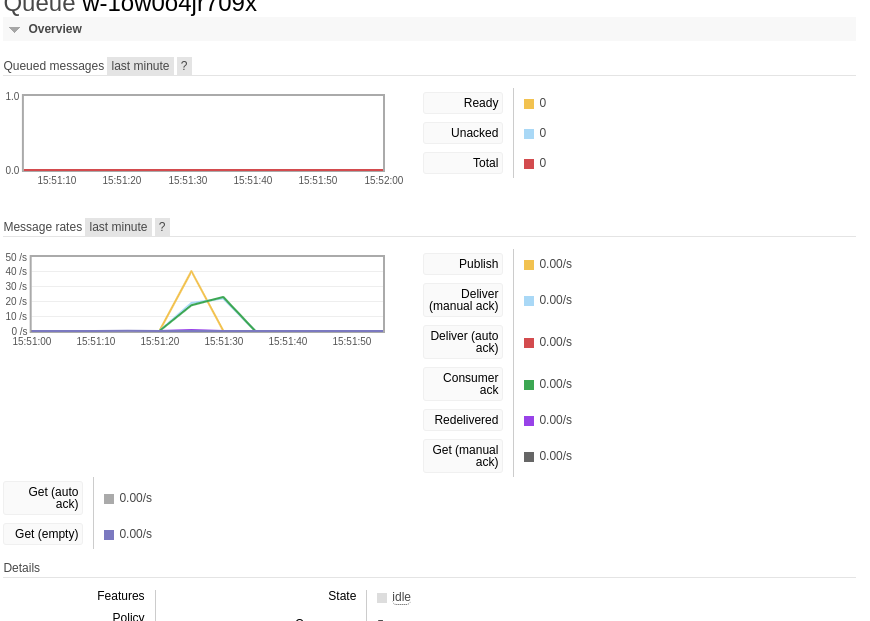 Queue w-1ow0o4jr709x
Overview
Queued messages last minute ?
1.0
0.0
15:51:10 15:51:20 15:51:30 15:51:40 15:51:50 15:52:00
Ready 0
Unacked 0
Total 0
Message rates last minute ?
50 /s
40 /s
30 /s
20 /s
10 /s
0 /s
15:51:00 15:51:10 15:51:20 15:51:30 15:51:40 15:51:50
Publish 0.00/s
Deliver
(manual ack) 0.00/s
Deliver (auto
ack) 0.00/s
Consumer
ack 0.00/s
Redelivered 0.00/s
Get (manual
ack) 0.00/s
Get (auto
ack) 0.00/s
Get (empty) 0.00/s
Details
Features State idle
Policy